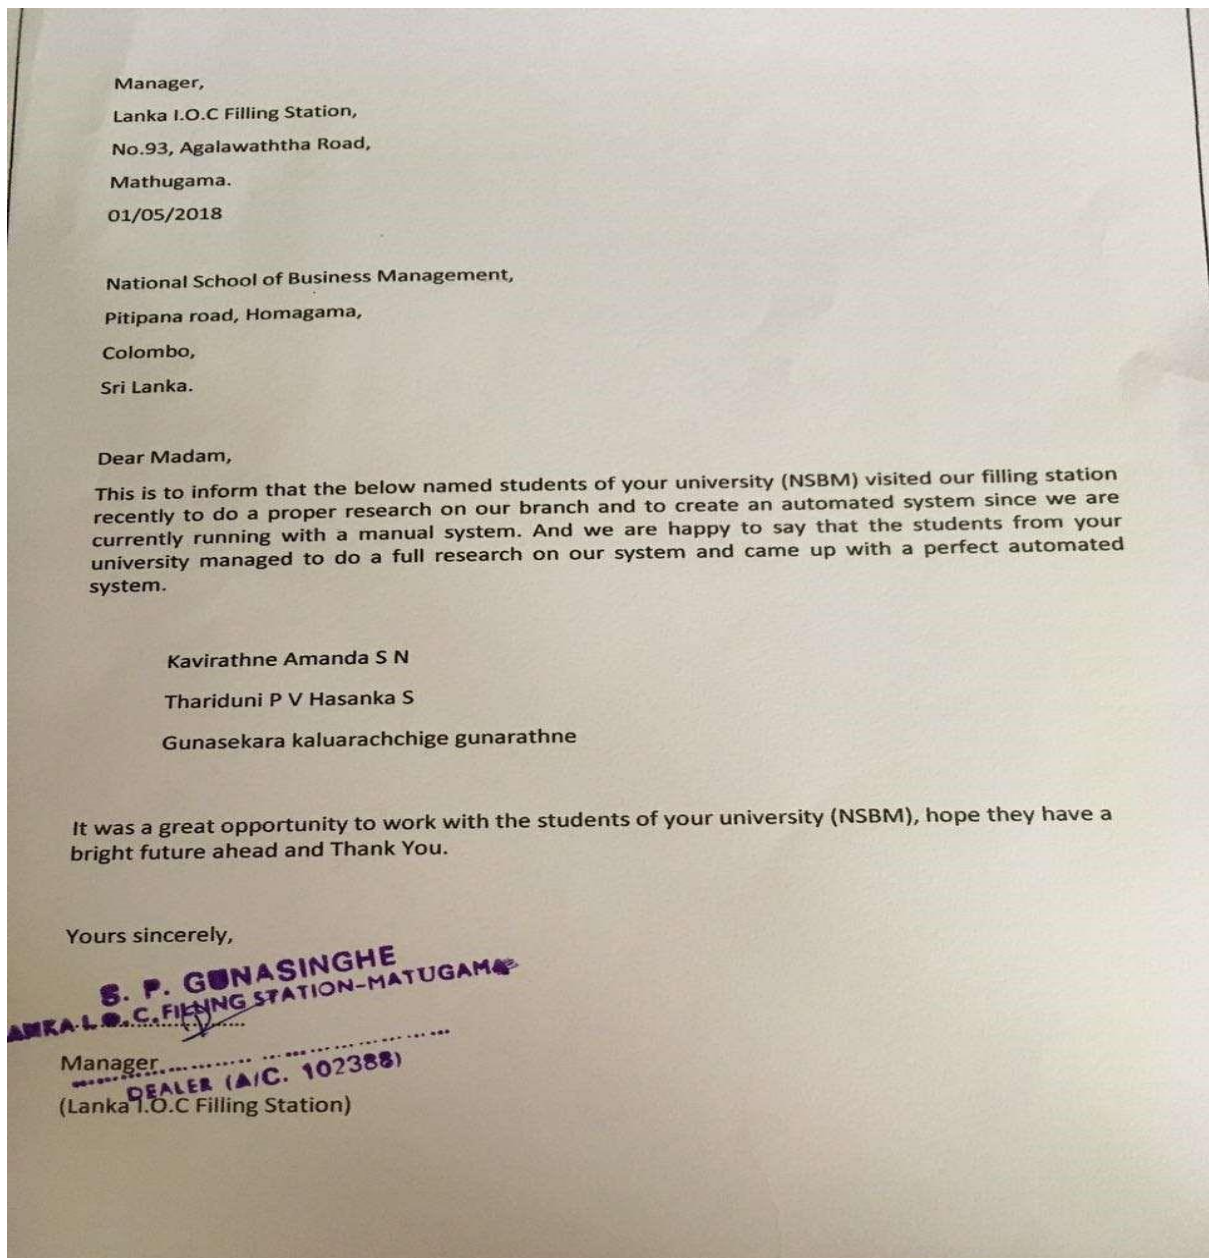 Manager,
Lanka I.O.C Filling Station,
No.93, Agalawaththa Road,
Mathugama.
01/05/2018
National School of Business Management,
Pitipana road, Homagama,
Colombo,
Sri Lanka.
Dear Madam,
This is to inform that the below named students of your university (NSBM) visited our filling station
recently to do a proper research on our branch and to create an automated system since we are
currently running with a manual system. And we are happy to say that the students from your
university managed to do a full research on our system and came up with a perfect automated
system.
Kavirathne Amanda S N
Thariduni P V Hasanka S
Gunasekara kaluarachchige gunarathne
It was a great opportunity to work with the students of your university (NSBM), hope they have a
bright future ahead and Thank You.
Yours sincerely,
S. P. GUNASINGHE
ANKA I.O.C. FILLING STATION-MATUGAMA
Manager
DEALER (A/C. 102388)
(Lanka I.O.C Filling Station)